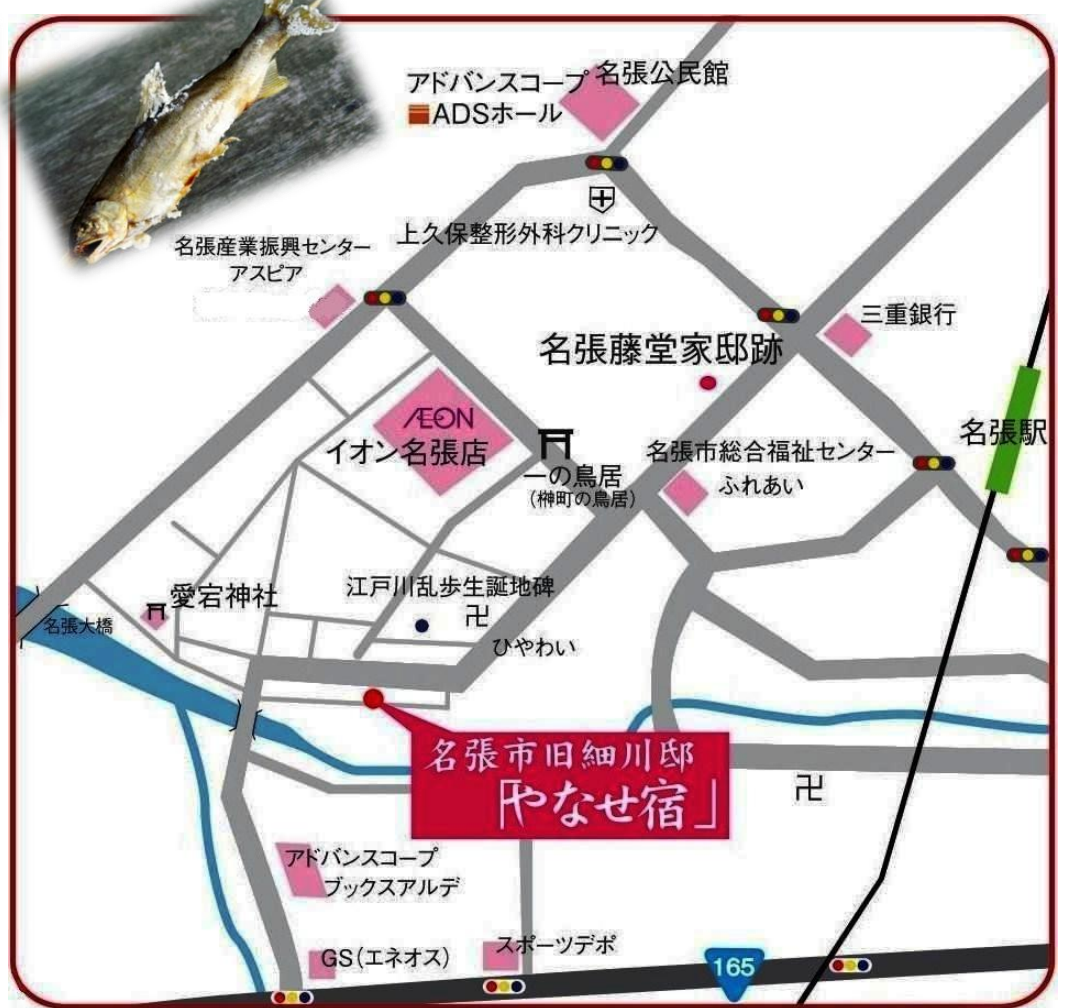 アドバンスコープ
ADSホール
名張公民館
上久保整形外科クリニック
名張産業振興センター
アスピア
三重銀行
名張藤堂家邸跡
ÆON
イオン名張店
一の鳥居
(榊町の鳥居)
名張市総合福祉センター
ふれあい
名張駅
愛宕神社
江戸川乱歩生誕地碑
卍
名張大橋
ひやわい
名張市旧細川邸
「やなせ宿」
卍
アドバンスコープ
ブックスアルデ
GS(エネオス)
スポーツデポ
165